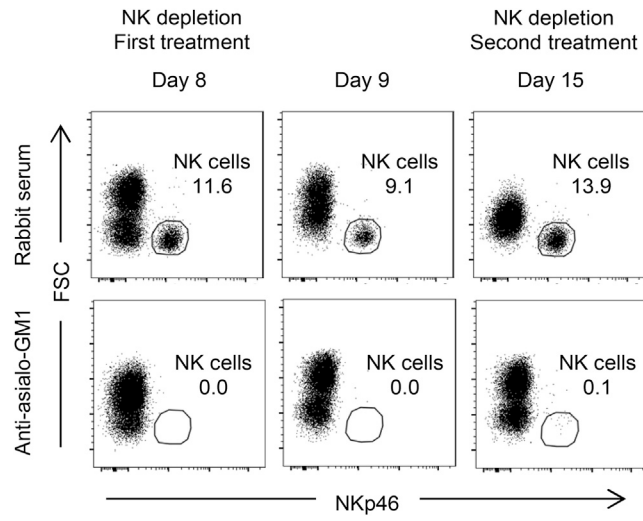 NK depletion
First treatment
NK depletion
Second treatment
Day 8
Day 9
Day 15
Rabbit serum
NK cells
11.6
NK cells
9.1
NK cells
13.9
FSC
Anti-asialo-GM1
NK cells
0.0
NK cells
0.0
NK cells
0.1
NKp46